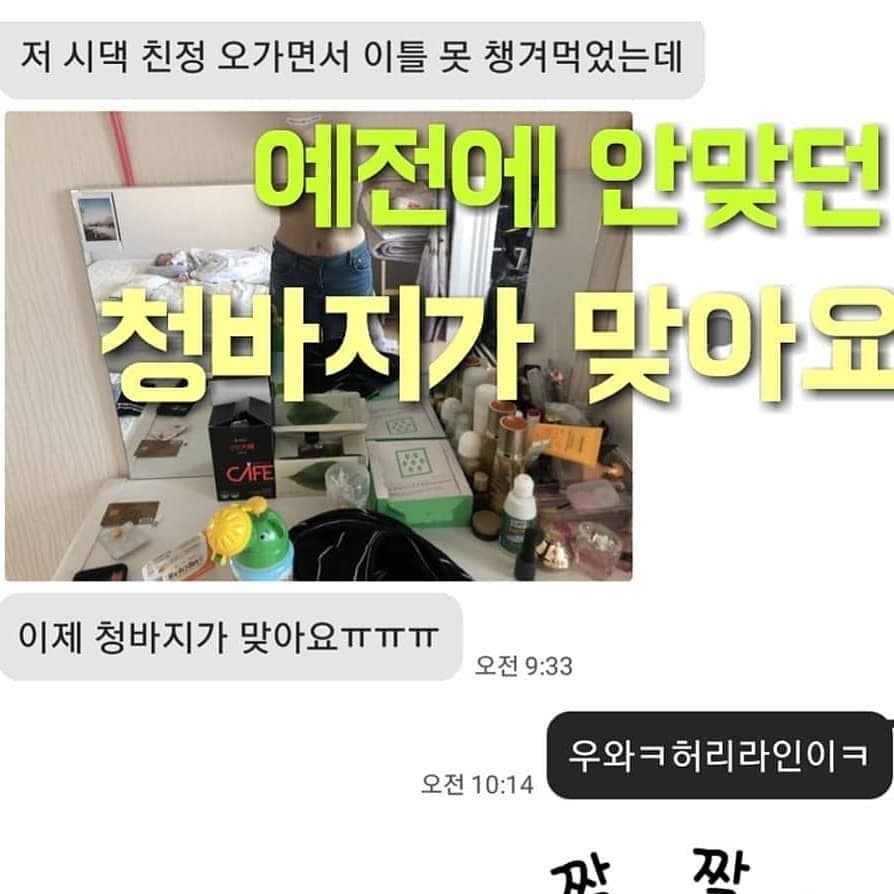 저 시댁 친정 오가면서 이틀 못 챙겨먹었는데
예전에 안맞던
청바지가 맞아요
CAFE
이제 청바지가 맞아요ㅠㅠㅠ
오전 9:33
우와ㅋ허리라인이ㅋ
오전 10:14
짝 짝